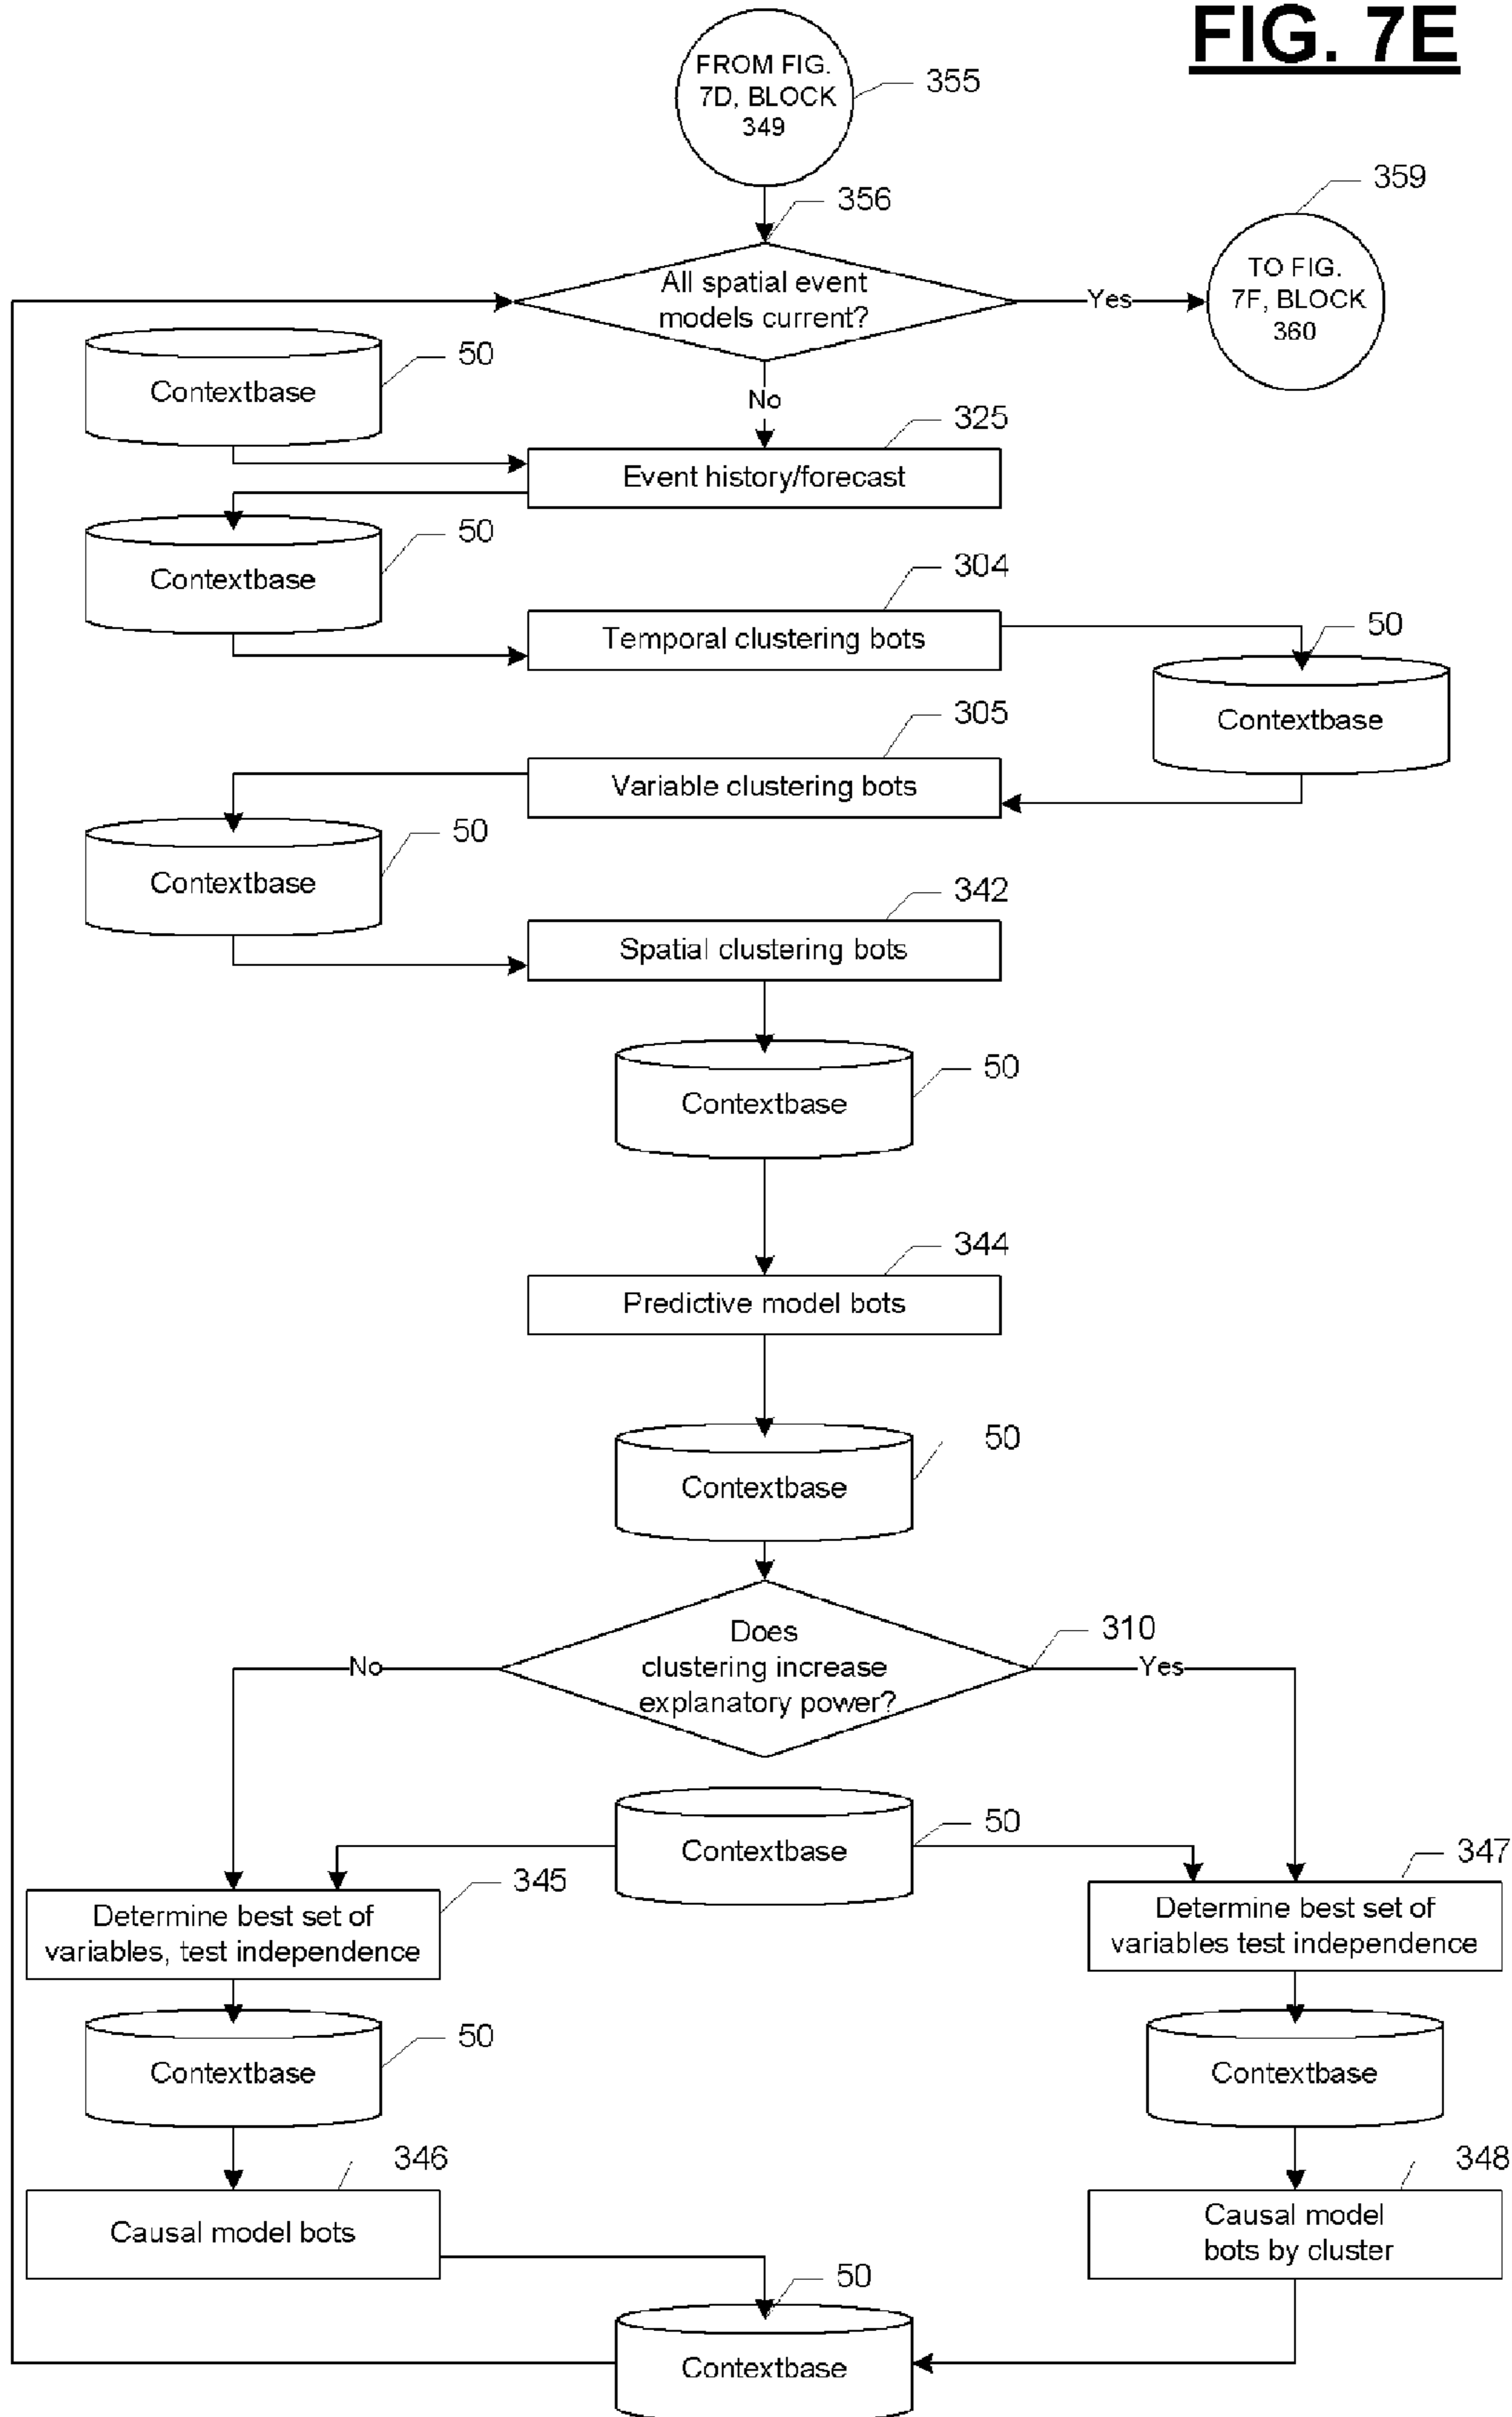 FIG. 7E
FROM FIG.
7D, BLOCK
349
355
356
359
All spatial event
models current?
Yes
TO FIG.
7F, BLOCK
360
50
Contextbase
No
325
Event history/forecast
50
Contextbase
304
Temporal clustering bots
50
Contextbase
305
Variable clustering bots
50
Contextbase
342
Spatial clustering bots
50
Contextbase
344
Predictive model bots
50
Contextbase
310
Does
clustering increase
explanatory power?
No
Yes
50
Contextbase
345
Determine best set of
variables, test independence
347
Determine best set of
variables test independence
50
Contextbase
Contextbase
346
Causal model bots
348
Causal model
bots by cluster
50
Contextbase